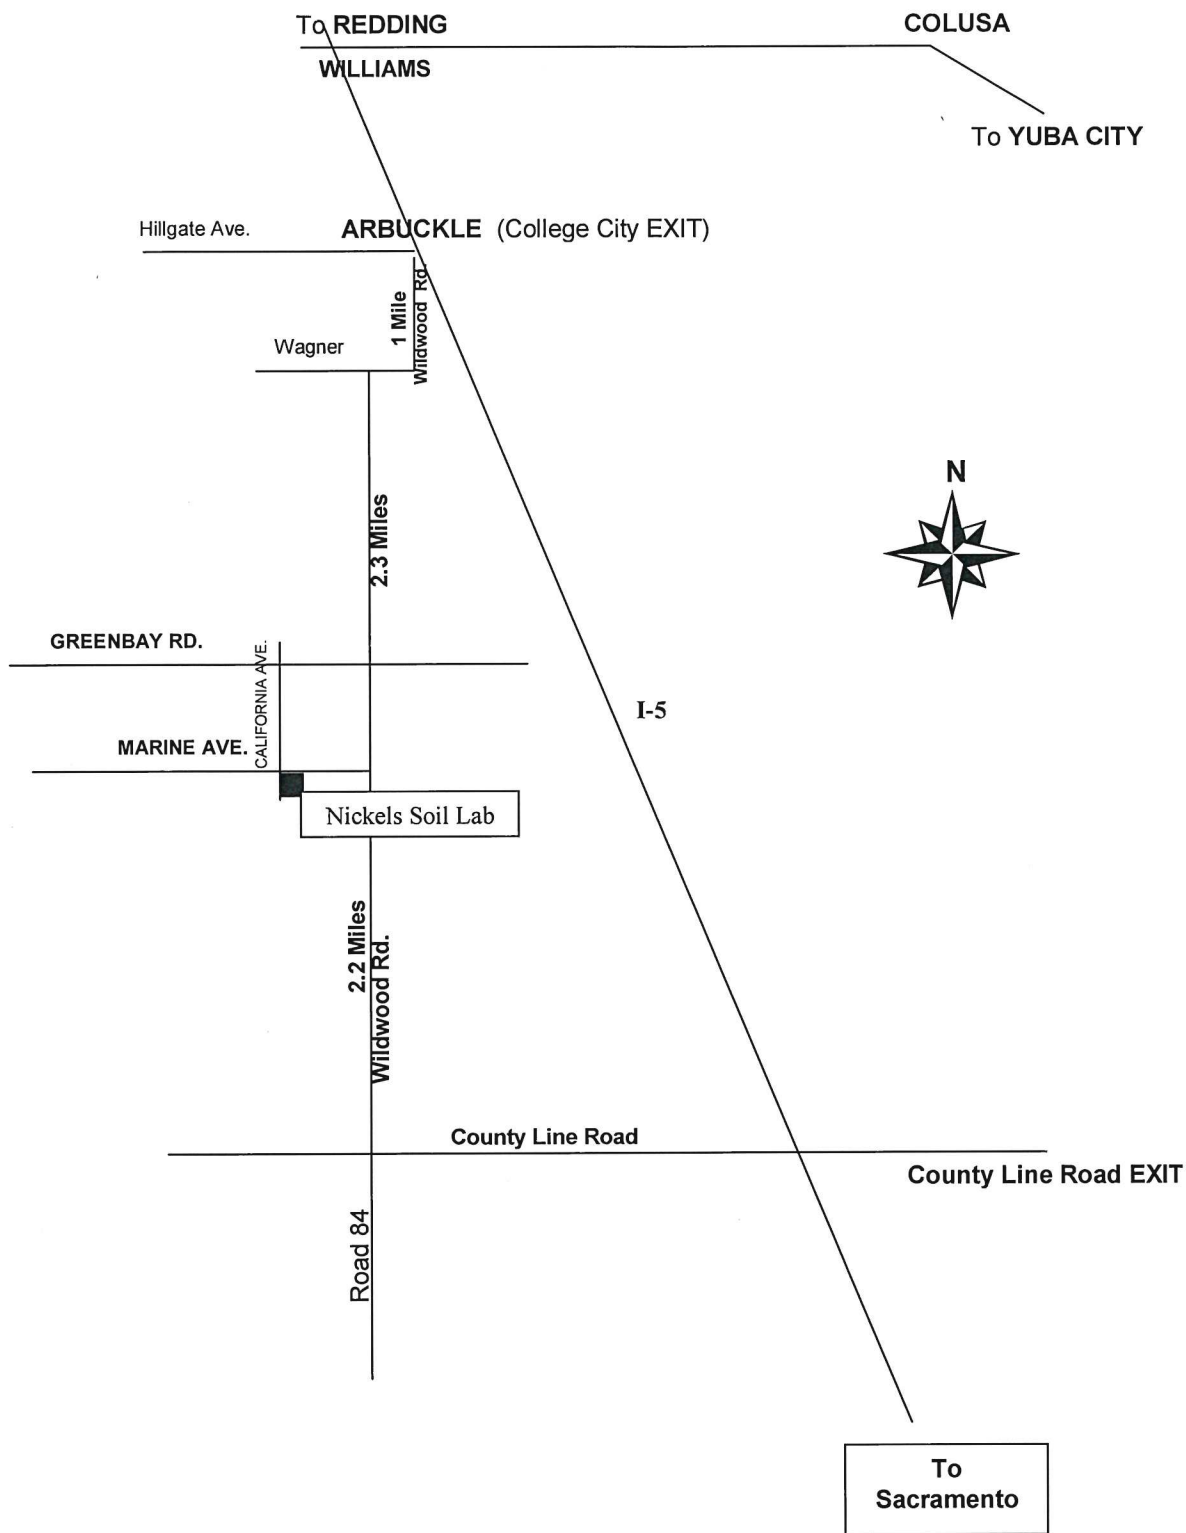 To REDDING
COLUSA
WILLIAMS
To YUBA CITY
Hillgate Ave.
ARBUCKLE (College City EXIT)
1 Mile
Wildwood Rd.
Wagner
N
2.3 Miles
GREENBAY RD.
CALIFORNIA AVE.
I-5
MARINE AVE.
Nickels Soil Lab
2.2 Miles
Wildwood Rd.
County Line Road
County Line Road EXIT
Road 84
To
Sacramento